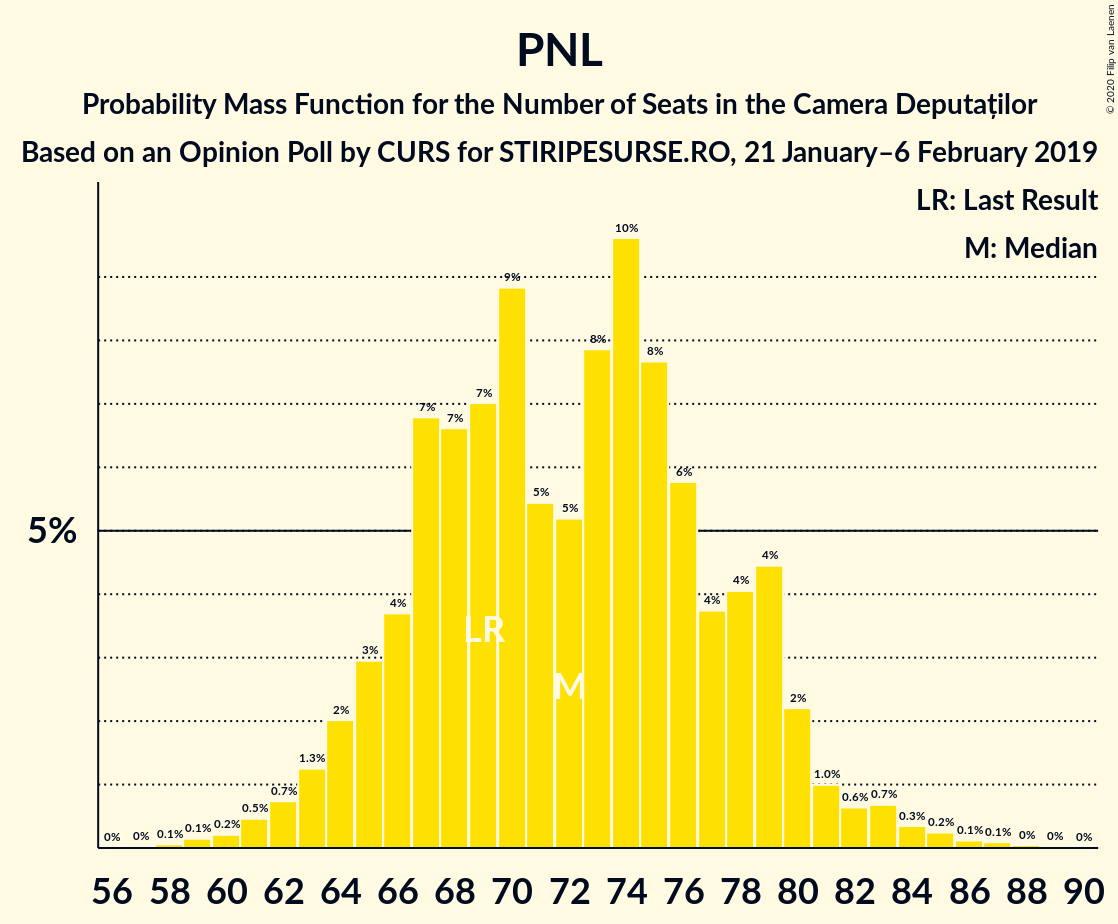 PNL
Probability Mass Function for the Number of Seats in the Camera Deputaților
Based on an Opinion Poll by CURS for STIRIPESURSE.RO, 21 January–6 February 2019
© 2020 Filip van Laenen
LR: Last Result
M: Median
5%
0% 0% 0.1% 0.1% 0.2% 0.5% 0.7% 1.3% 2% 3% 4% 7% 7% 7% 9% 5% 5% 8% 10% 8% 6% 4% 4% 4% 2% 1.0% 0.6% 0.7% 0.3% 0.2% 0.1% 0.1% 0% 0% 0%
LR
M
56 58 60 62 64 66 68 70 72 74 76 78 80 82 84 86 88 90